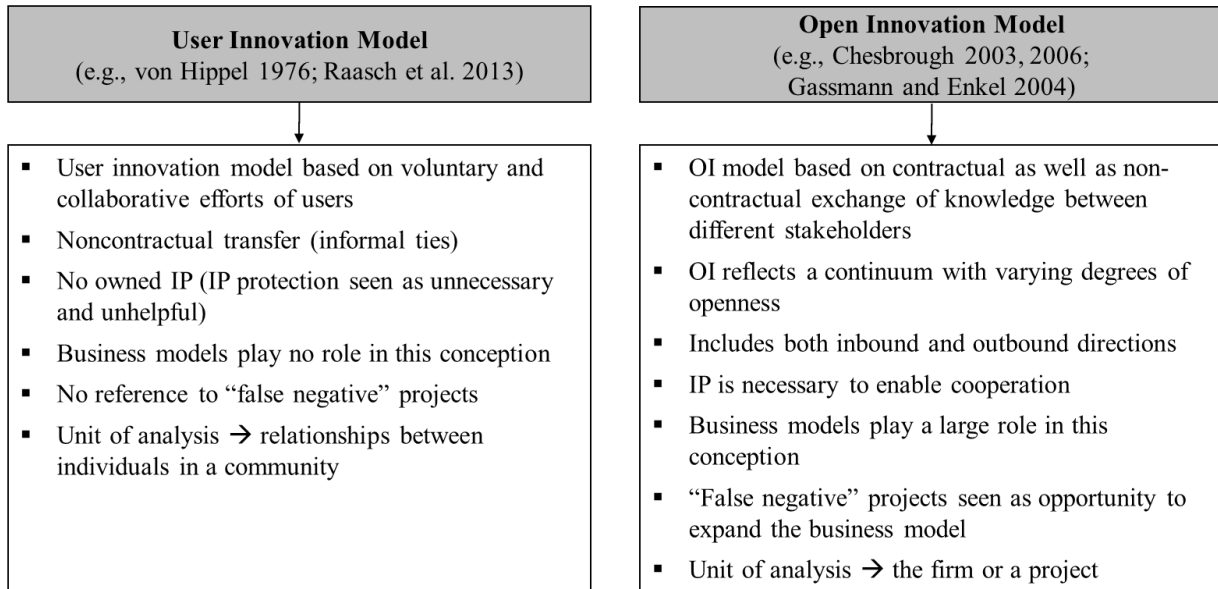 User Innovation Model
(e.g., von Hippel 1976; Raasch et al. 2013)
▪ User innovation model based on voluntary and
collaborative efforts of users
▪ Noncontractual transfer (informal ties)
▪ No owned IP (IP protection seen as unnecessary
and unhelpful)
▪ Business models play no role in this conception
▪ No reference to “false negative” projects
▪ Unit of analysis → relationships between
individuals in a community
Open Innovation Model
(e.g., Chesbrough 2003, 2006;
Gassmann and Enkel 2004)
▪ OI model based on contractual as well as non-
contractual exchange of knowledge between
different stakeholders
▪ OI reflects a continuum with varying degrees of
openness
▪ Includes both inbound and outbound directions
▪ IP is necessary to enable cooperation
▪ Business models play a large role in this
conception
▪ “False negative” projects seen as opportunity to
expand the business model
▪ Unit of analysis → the firm or a project